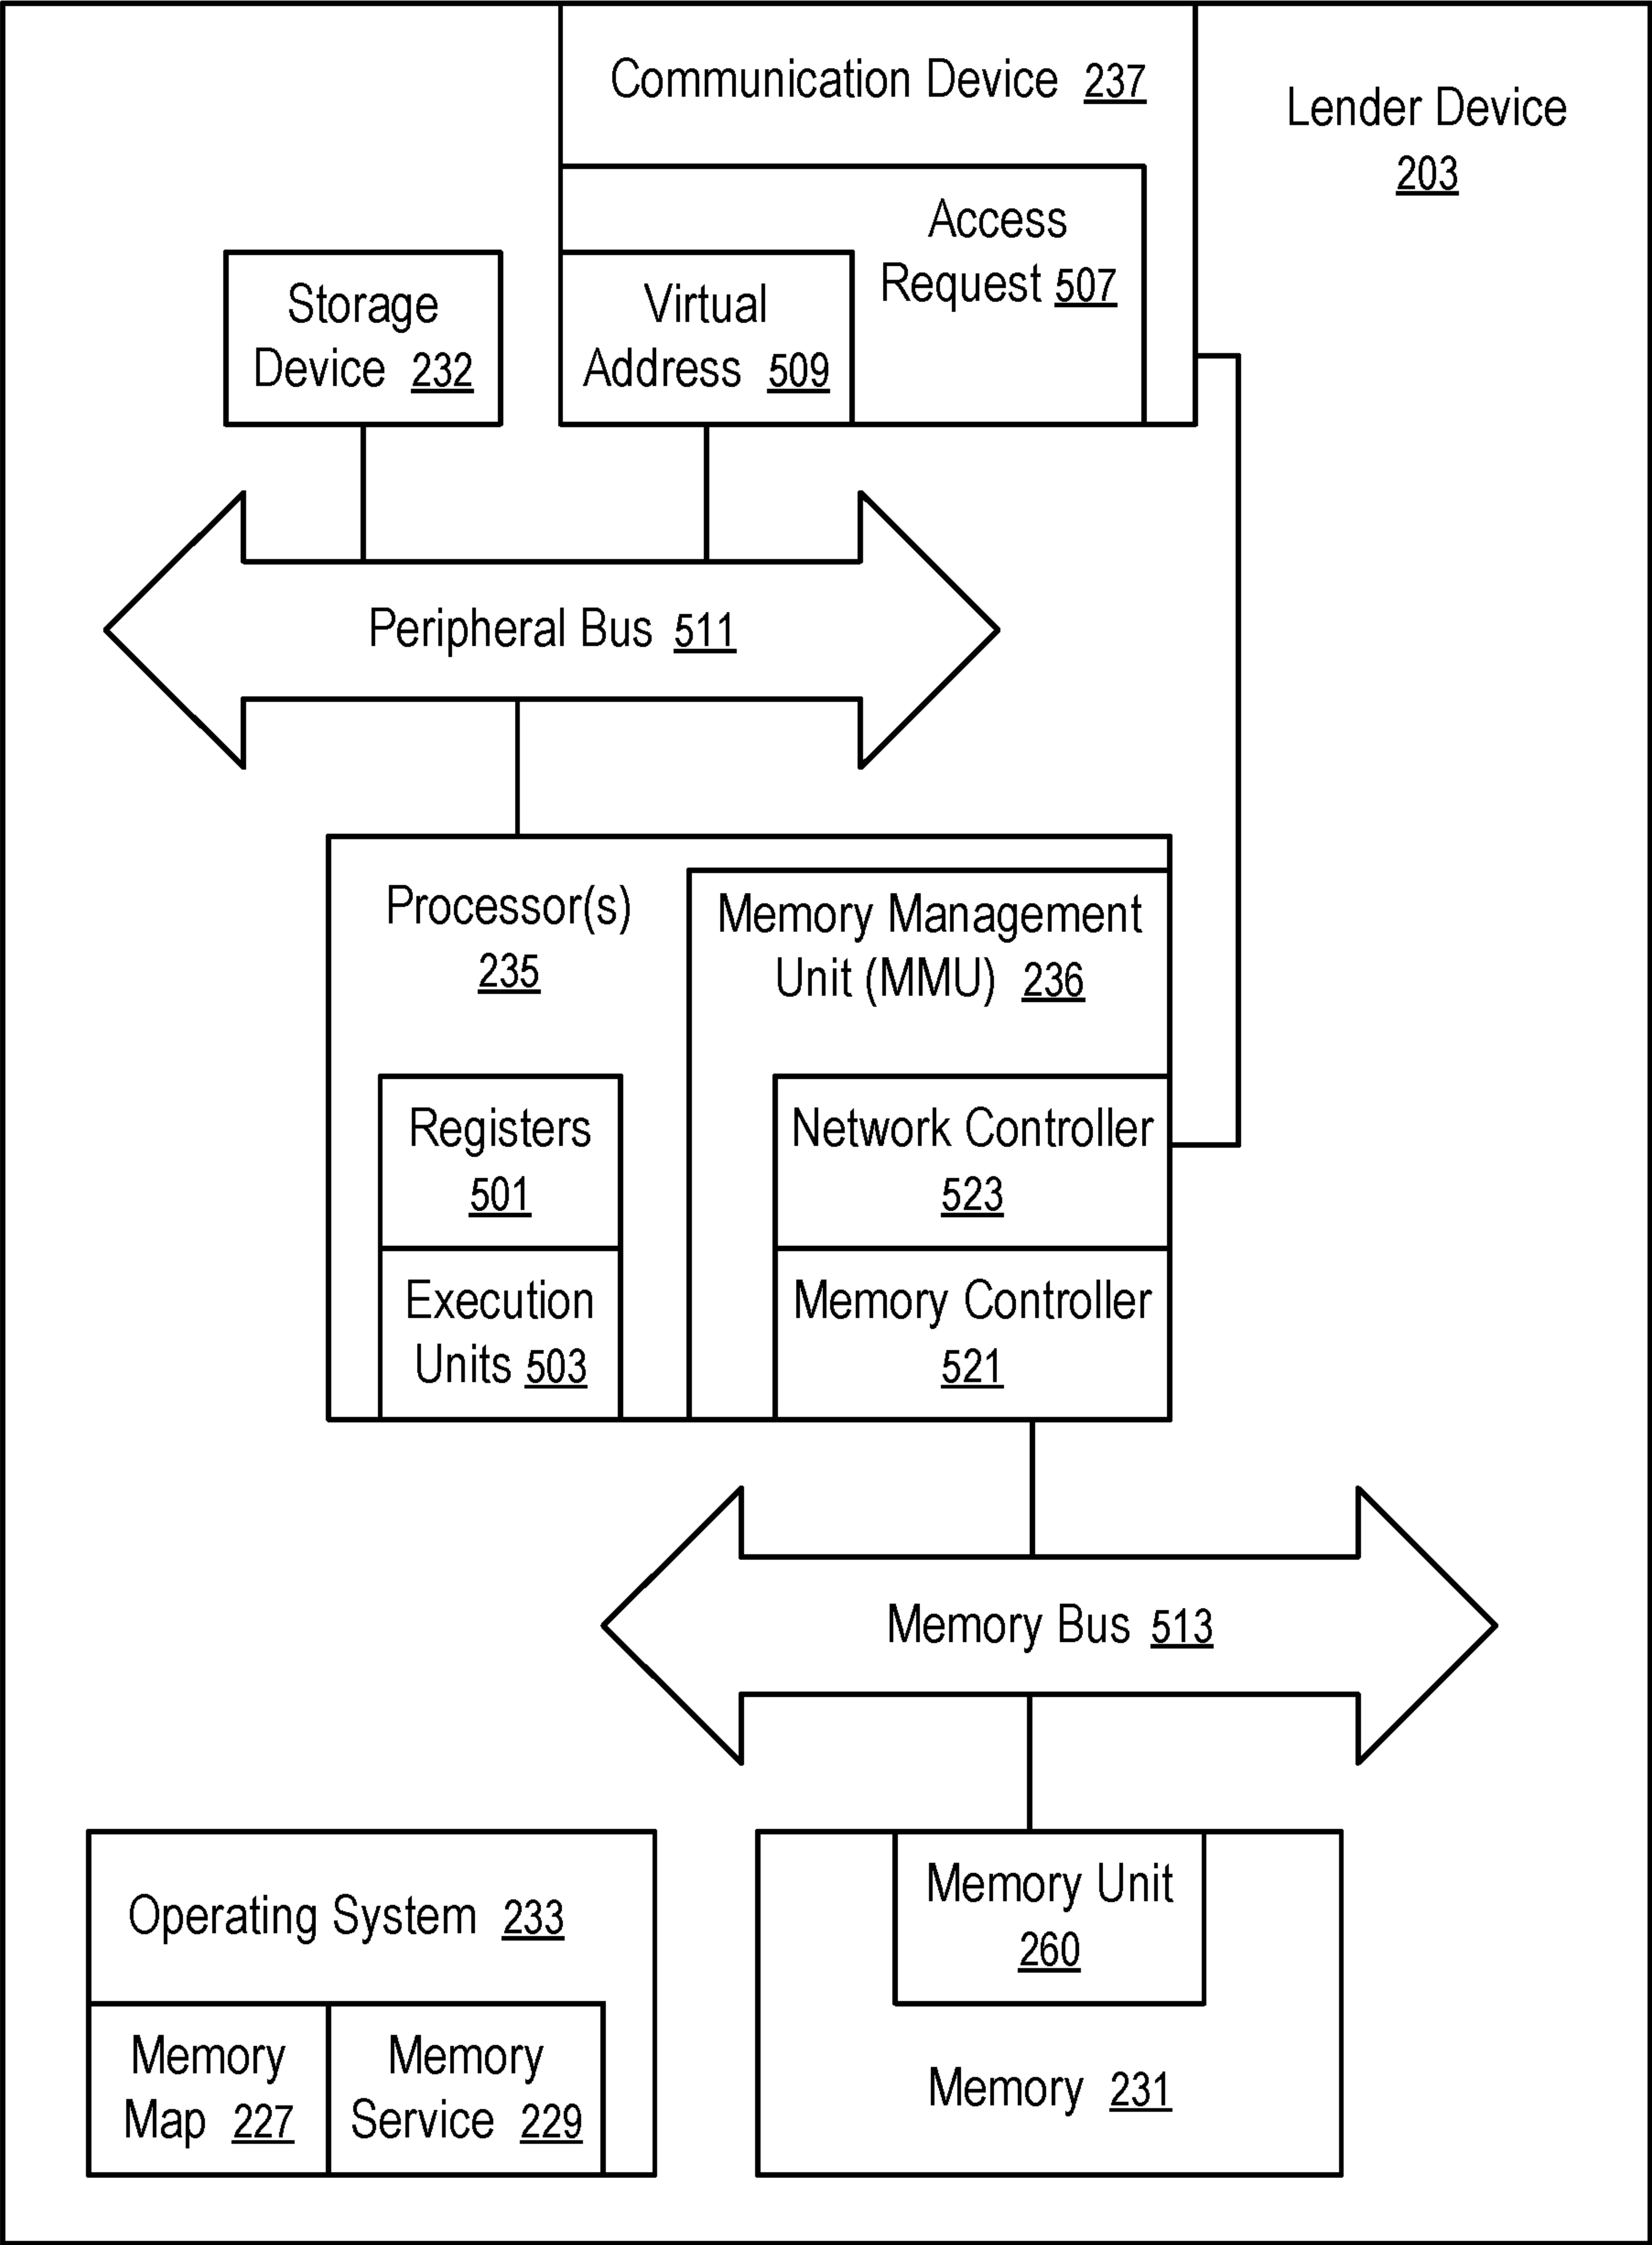 Communication Device 237
Lender Device
203
Access
Request 507
Storage
Device 232
Virtual
Address 509
Peripheral Bus 511
Processor(s)
235
Memory Management
Unit (MMU) 236
Registers
501
Network Controller
523
Execution
Units 503
Memory Controller
521
Memory Bus 513
Operating System 233
Memory
Map 227
Memory
Service 229
Memory Unit
260
Memory 231